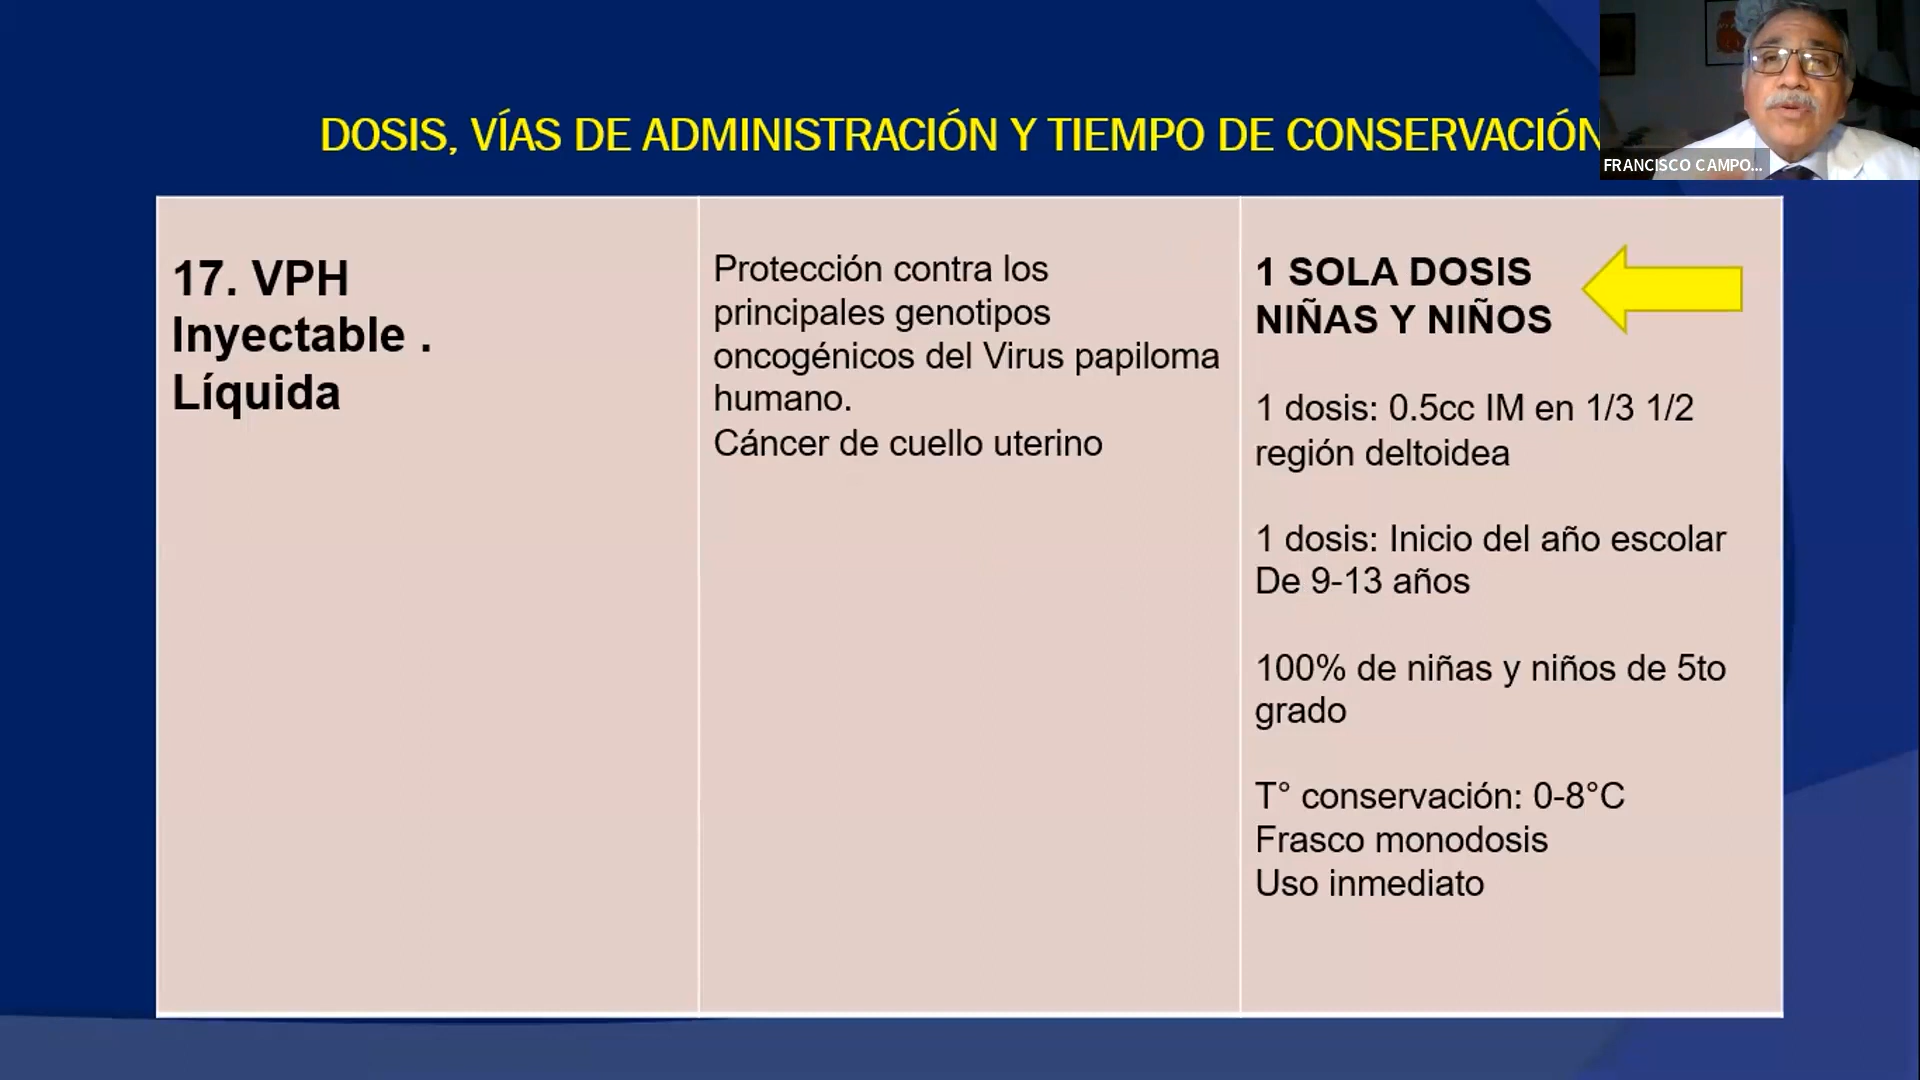 DOSIS, VÍAS DE ADMINISTRACIÓN Y TIEMPO DE CONSERVACIÓN
FRANCISCO CAMPO...
17. VPH
Inyectable .
Líquida
Protección contra los
principales genotipos
oncogénicos del Virus papiloma
humano.
Cáncer de cuello uterino
1 SOLA DOSIS
NIÑAS Y NIÑOS
1 dosis: 0.5cc IM en 1/3 1/2
región deltoidea
1 dosis: Inicio del año escolar
De 9-13 años
100% de niñas y niños de 5to
grado
T° conservación: 0-8°C
Frasco monodosis
Uso inmediato